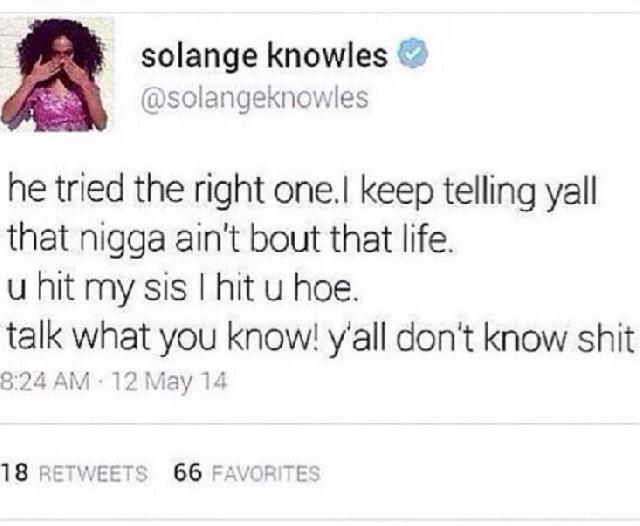 solange knowles
@solangeknowles
he tried the right one.I keep telling yall
that nigga ain't bout that life.
u hit my sis I hit u hoe.
talk what you know! y'all don't know shit
8:24 AM · 12 May 14
18 RETWEETS 66 FAVORITES